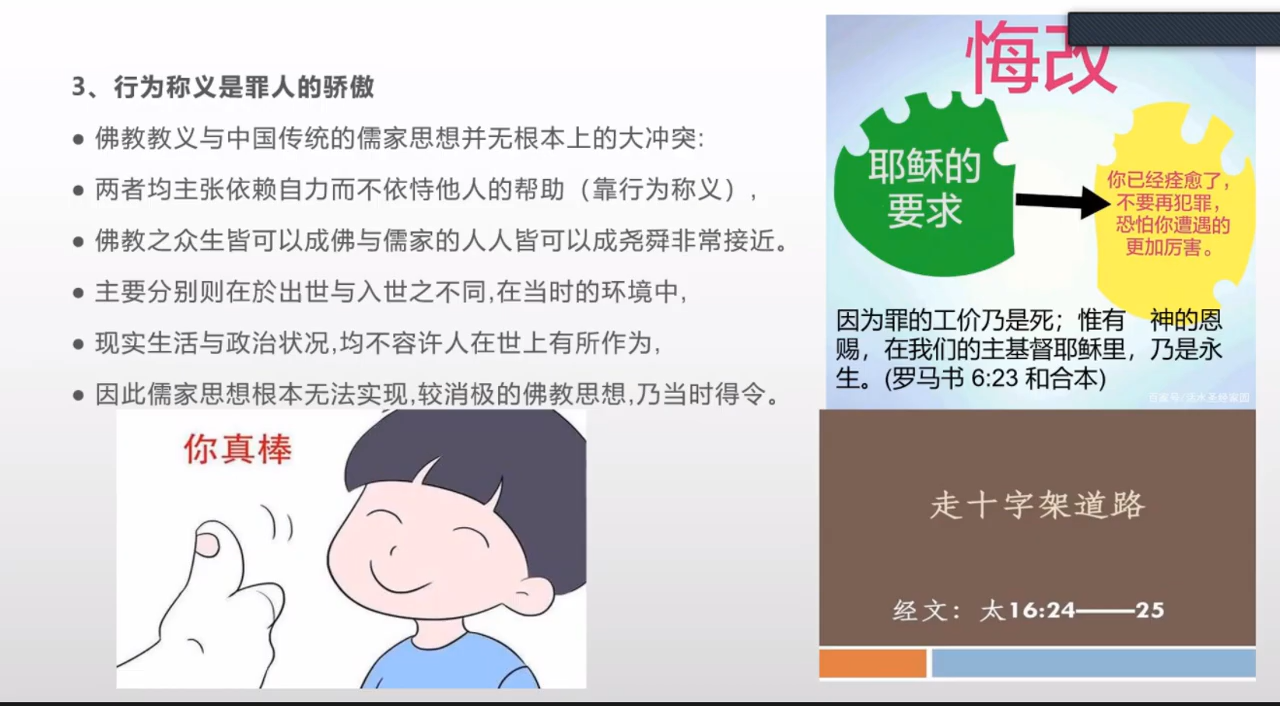 3、行为称义是罪人的骄傲
● 佛教教义与中国传统的儒家思想并无根本上的大冲突:
● 两者均主张依赖自力而不依恃他人的帮助（靠行为称义）,
● 佛教之众生皆可以成佛与儒家的人人皆可以成尧舜非常接近。
● 主要分别则在於出世与入世之不同,在当时的环境中,
● 现实生活与政治状况,均不容许人在世上有所作为,
● 因此儒家思想根本无法实现,较消极的佛教思想,乃当时得令。
你真棒
悔改
耶稣的
要求
你已经痊愈了，
不要再犯罪，
恐怕你遭遇的
更加厉害。
因为罪的工价乃是死；惟有　神的恩
赐，在我们的主基督耶稣里，乃是永
生。(罗马书 6:23 和合本)
百家号/活水圣经家园
走十字架道路
经文：太16:24——25